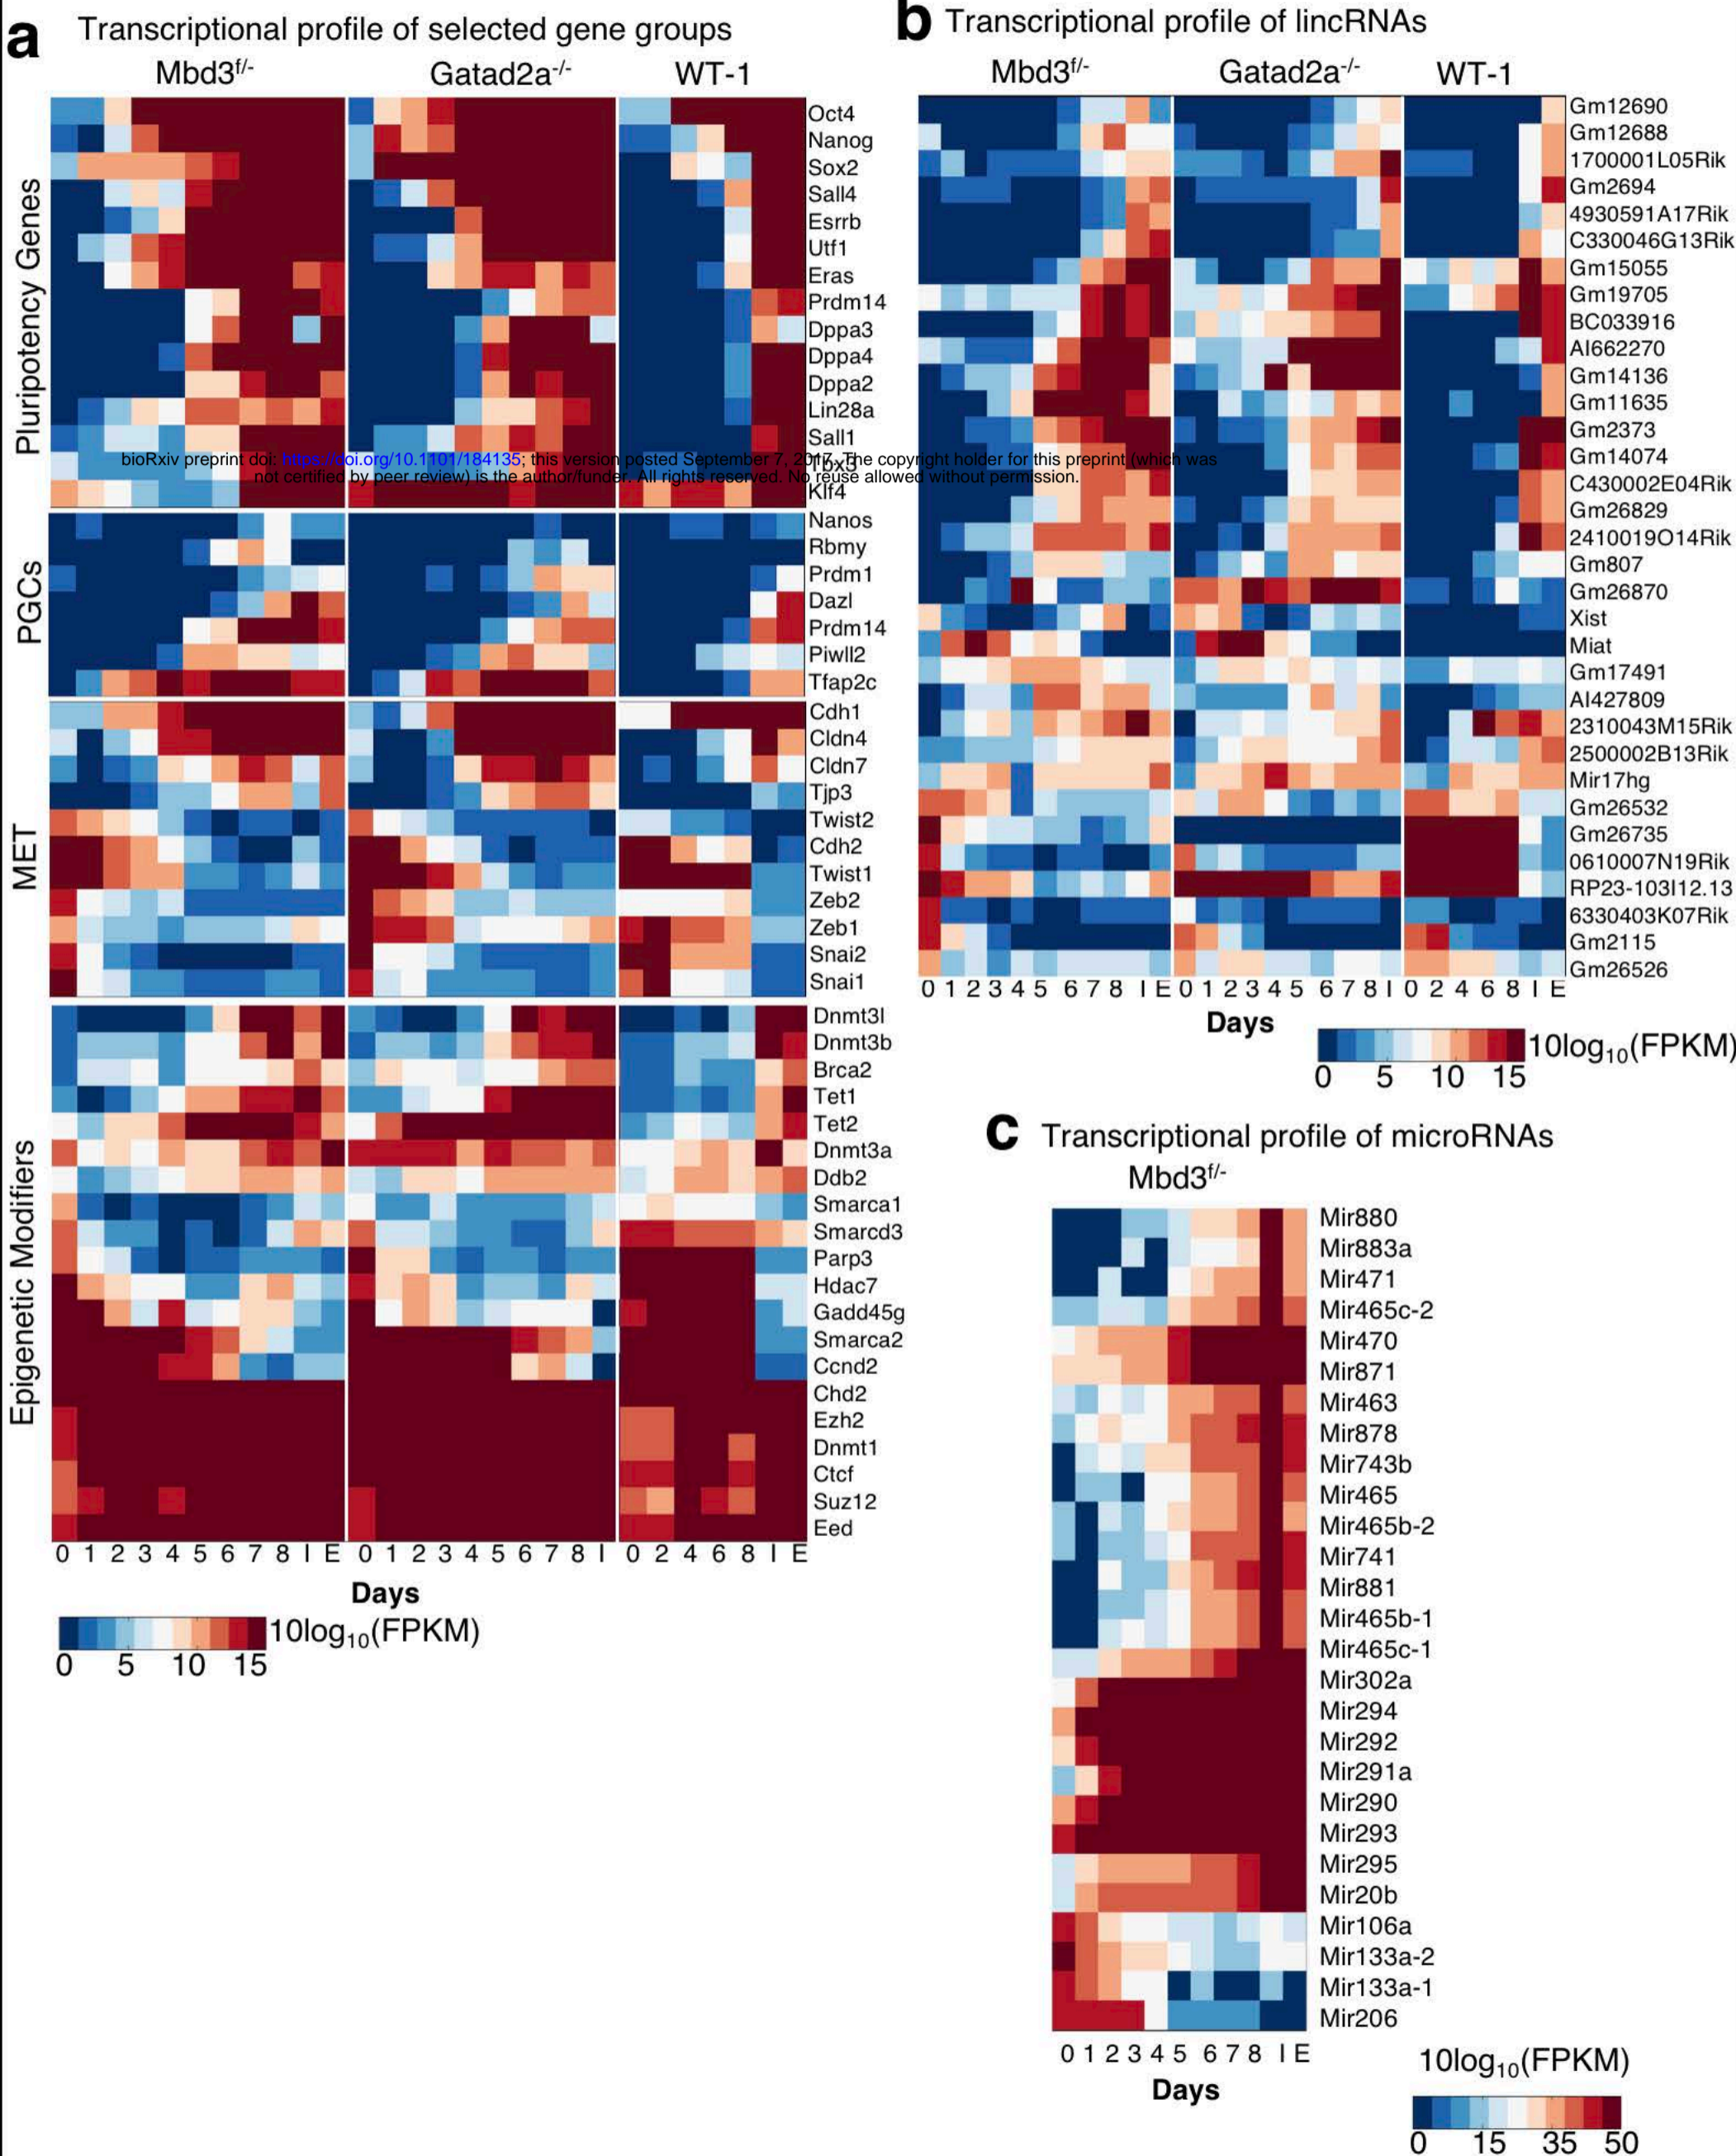 a Transcriptional profile of selected gene groups
Mbd3f/- Gatad2a-/- WT-1
Pluripotency Genes
Oct4
Nanog
Sox2
Sall4
Esrrb
Utf1
Eras
Prdm14
Dppa3
Dppa4
Dppa2
Lin28a
Sall1
Tbx3
Klf4
bioRxiv preprint doi: https://doi.org/10.1101/184135; this version posted September 7, 2017. The copyright holder for this preprint (which was
not certified by peer review) is the author/funder. All rights reserved. No reuse allowed without permission.
PGCs
Nanos
Rbmy
Prdm1
Dazl
Prdm14
Piwll2
Tfap2c
MET
Cdh1
Cldn4
Cldn7
Tjp3
Twist2
Cdh2
Twist1
Zeb2
Zeb1
Snai2
Snai1
Epigenetic Modifiers
Dnmt3l
Dnmt3b
Brca2
Tet1
Tet2
Dnmt3a
Ddb2
Smarca1
Smarcd3
Parp3
Hdac7
Gadd45g
Smarca2
Ccnd2
Chd2
Ezh2
Dnmt1
Ctcf
Suz12
Eed
0 1 2 3 4 5 6 7 8 I E 0 1 2 3 4 5 6 7 8 I 0 2 4 6 8 I E
Days
10log10(FPKM)
0 5 10 15
b Transcriptional profile of lincRNAs
Mbd3f/- Gatad2a-/- WT-1
Gm12690
Gm12688
1700001L05Rik
Gm2694
4930591A17Rik
C330046G13Rik
Gm15055
Gm19705
BC033916
AI662270
Gm14136
Gm11635
Gm2373
Gm14074
C430002E04Rik
Gm26829
2410019O14Rik
Gm807
Gm26870
Xist
Miat
Gm17491
AI427809
2310043M15Rik
2500002B13Rik
Mir17hg
Gm26532
Gm26735
0610007N19Rik
RP23-103I12.13
6330403K07Rik
Gm2115
Gm26526
0 1 2 3 4 5 6 7 8 I E 0 1 2 3 4 5 6 7 8 I 0 2 4 6 8 I E
Days
10log10(FPKM)
0 5 10 15
c Transcriptional profile of microRNAs
Mbd3f/-
Mir880
Mir883a
Mir471
Mir465c-2
Mir470
Mir871
Mir463
Mir878
Mir743b
Mir465
Mir465b-2
Mir741
Mir881
Mir465b-1
Mir465c-1
Mir302a
Mir294
Mir292
Mir291a
Mir290
Mir293
Mir295
Mir20b
Mir106a
Mir133a-2
Mir133a-1
Mir206
0 1 2 3 4 5 6 7 8 I E
Days
10log10(FPKM)
0 15 35 50